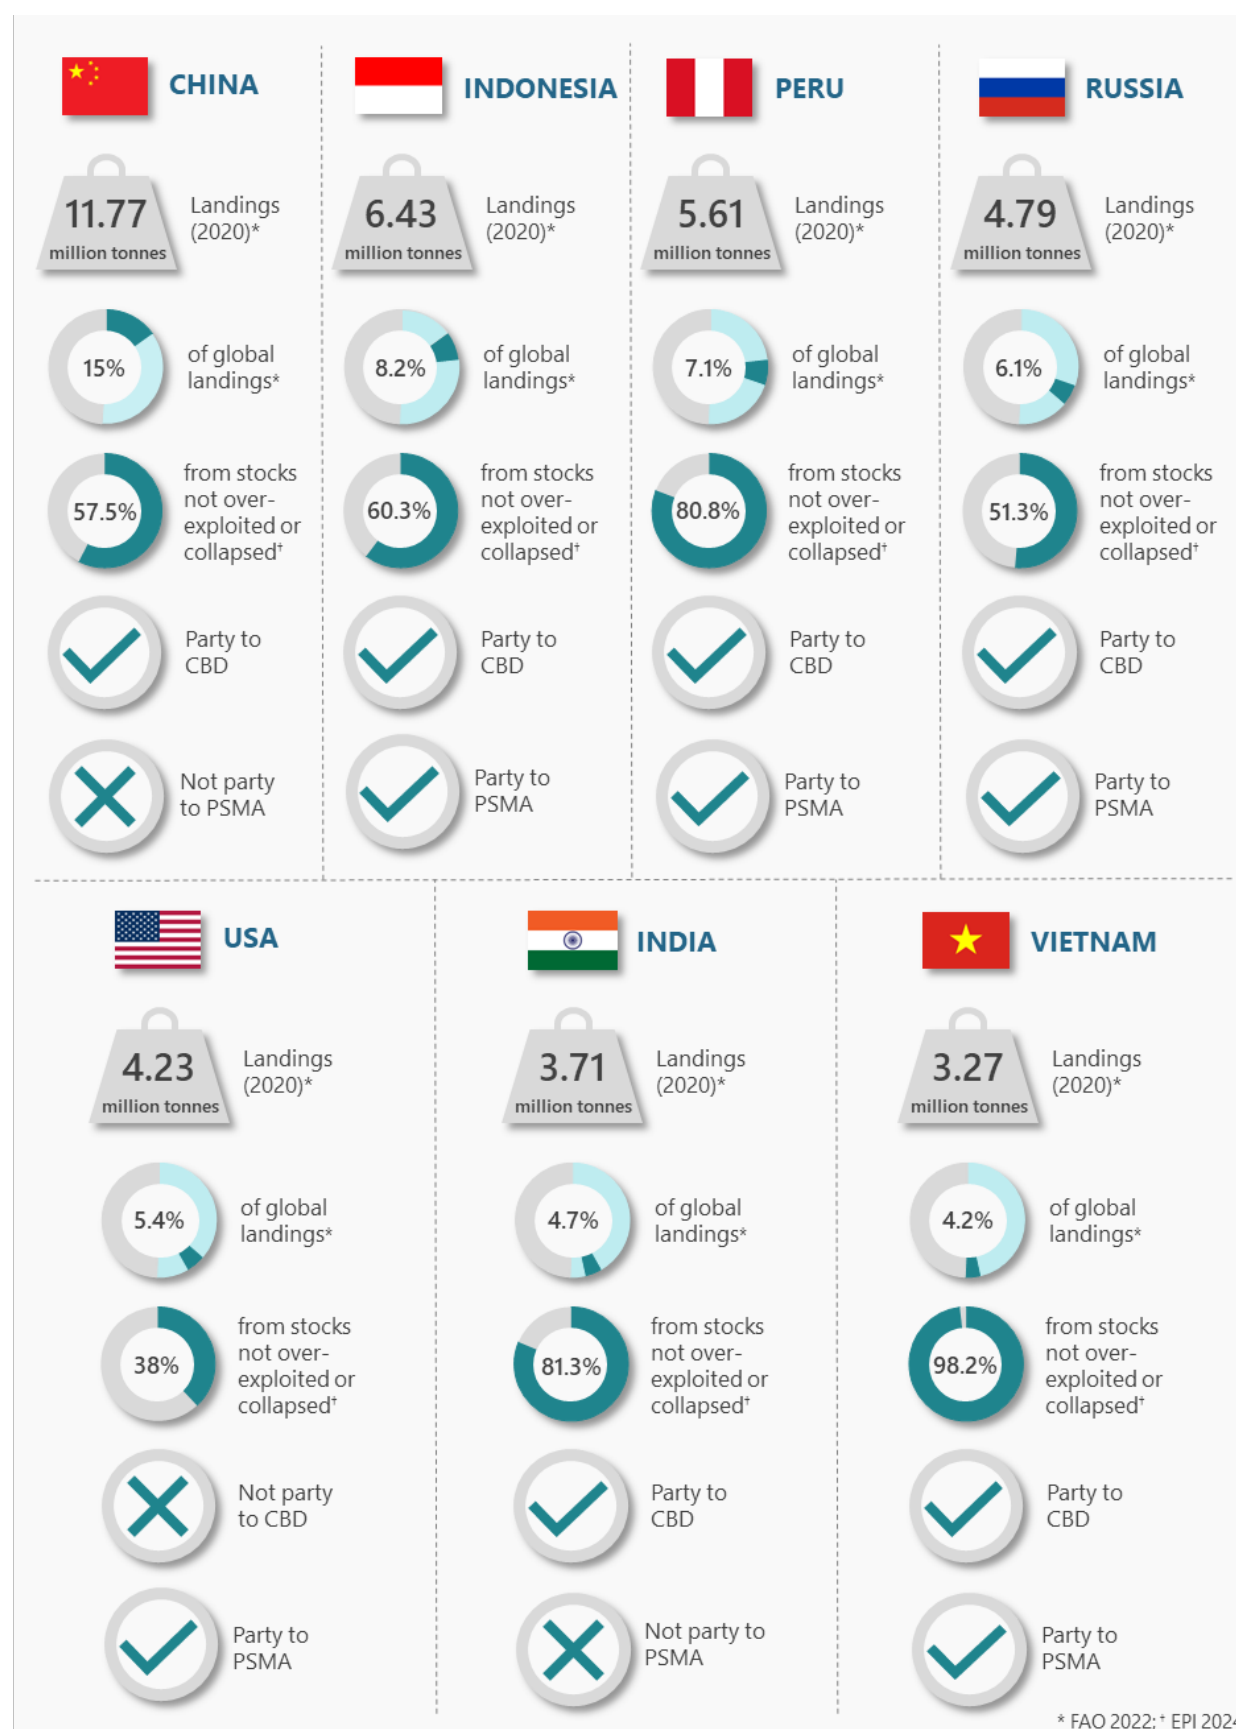 CHINA
11.77
million tonnes
Landings
(2020)*
15%
of global
landings*
57.5%
from stocks
not over-
exploited or
collapsed†
Party to
CBD
Not party
to PSMA
INDONESIA
6.43
million tonnes
Landings
(2020)*
8.2%
of global
landings*
60.3%
from stocks
not over-
exploited or
collapsed†
Party to
CBD
Party to
PSMA
PERU
5.61
million tonnes
Landings
(2020)*
7.1%
of global
landings*
80.8%
from stocks
not over-
exploited or
collapsed†
Party to
CBD
Party to
PSMA
RUSSIA
4.79
million tonnes
Landings
(2020)*
6.1%
of global
landings*
51.3%
from stocks
not over-
exploited or
collapsed†
Party to
CBD
Party to
PSMA
USA
4.23
million tonnes
Landings
(2020)*
5.4%
of global
landings*
38%
from stocks
not over-
exploited or
collapsed†
Not party
to CBD
Party to
PSMA
INDIA
3.71
million tonnes
Landings
(2020)*
4.7%
of global
landings*
81.3%
from stocks
not over-
exploited or
collapsed†
Party to
CBD
Not party to
PSMA
VIETNAM
3.27
million tonnes
Landings
(2020)*
4.2%
of global
landings*
98.2%
from stocks
not over-
exploited or
collapsed†
Party to
CBD
Party to
PSMA
* FAO 2022; † EPI 2024